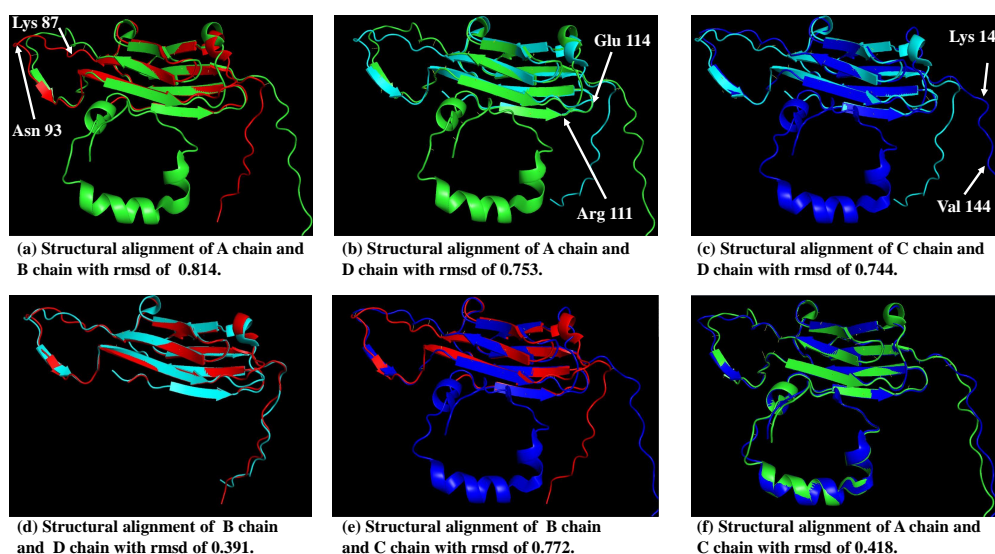 Lys 87
Asn 93
(a) Structural alignment of A chain and
B chain with rmsd of 0.814.
Glu 114
Arg 111
(b) Structural alignment of A chain and
D chain with rmsd of 0.753.
Lys 14
Val 144
(c) Structural alignment of C chain and
D chain with rmsd of 0.744.
(d) Structural alignment of B chain
and D chain with rmsd of 0.391.
(e) Structural alignment of B chain
and C chain with rmsd of 0.772.
(f) Structural alignment of A chain and
C chain with rmsd of 0.418.